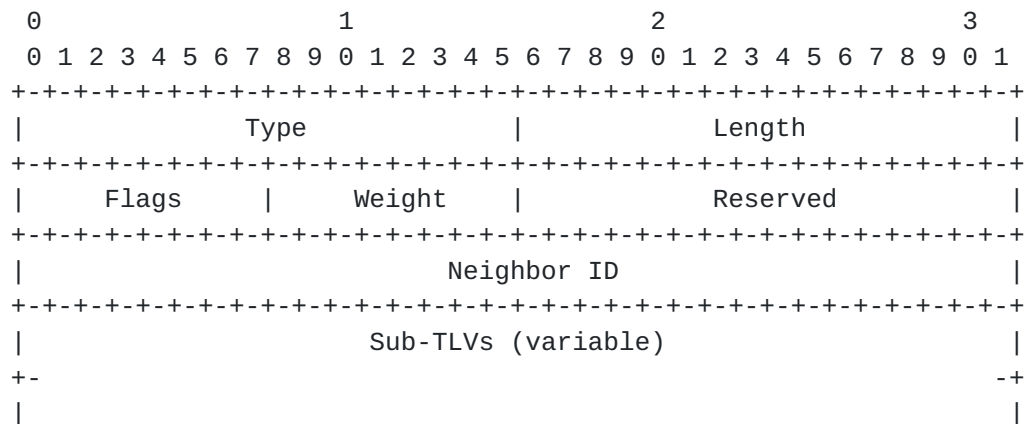 0                   1                   2                   3
 0 1 2 3 4 5 6 7 8 9 0 1 2 3 4 5 6 7 8 9 0 1 2 3 4 5 6 7 8 9 0 1
+-+-+-+-+-+-+-+-+-+-+-+-+-+-+-+-+-+-+-+-+-+-+-+-+-+-+-+-+-+-+-+-+
|              Type             |            Length             |
+-+-+-+-+-+-+-+-+-+-+-+-+-+-+-+-+-+-+-+-+-+-+-+-+-+-+-+-+-+-+-+-+
|     Flags     |     Weight    |            Reserved           |
+-+-+-+-+-+-+-+-+-+-+-+-+-+-+-+-+-+-+-+-+-+-+-+-+-+-+-+-+-+-+-+-+
|                           Neighbor ID                         |
+-+-+-+-+-+-+-+-+-+-+-+-+-+-+-+-+-+-+-+-+-+-+-+-+-+-+-+-+-+-+-+-+
|                      Sub-TLVs (variable)                      |
+-                                                             -+
|                                                               |